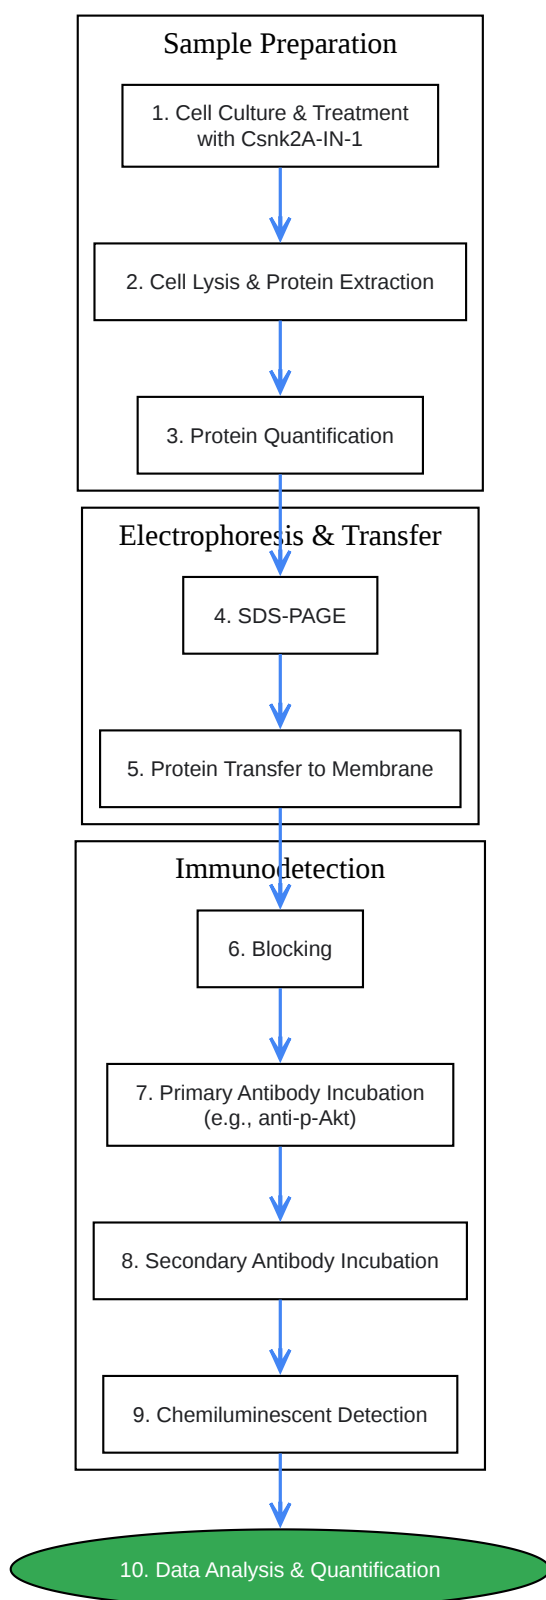 Sample Preparation
1. Cell Culture & Treatment
with Csnk2A-IN-1
2. Cell Lysis & Protein Extraction
3. Protein Quantification
Electrophoresis & Transfer
4. SDS-PAGE
5. Protein Transfer to Membrane
Immunodetection
6. Blocking
7. Primary Antibody Incubation
(e.g., anti-p-Akt)
8. Secondary Antibody Incubation
9. Chemiluminescent Detection
10. Data Analysis & Quantification